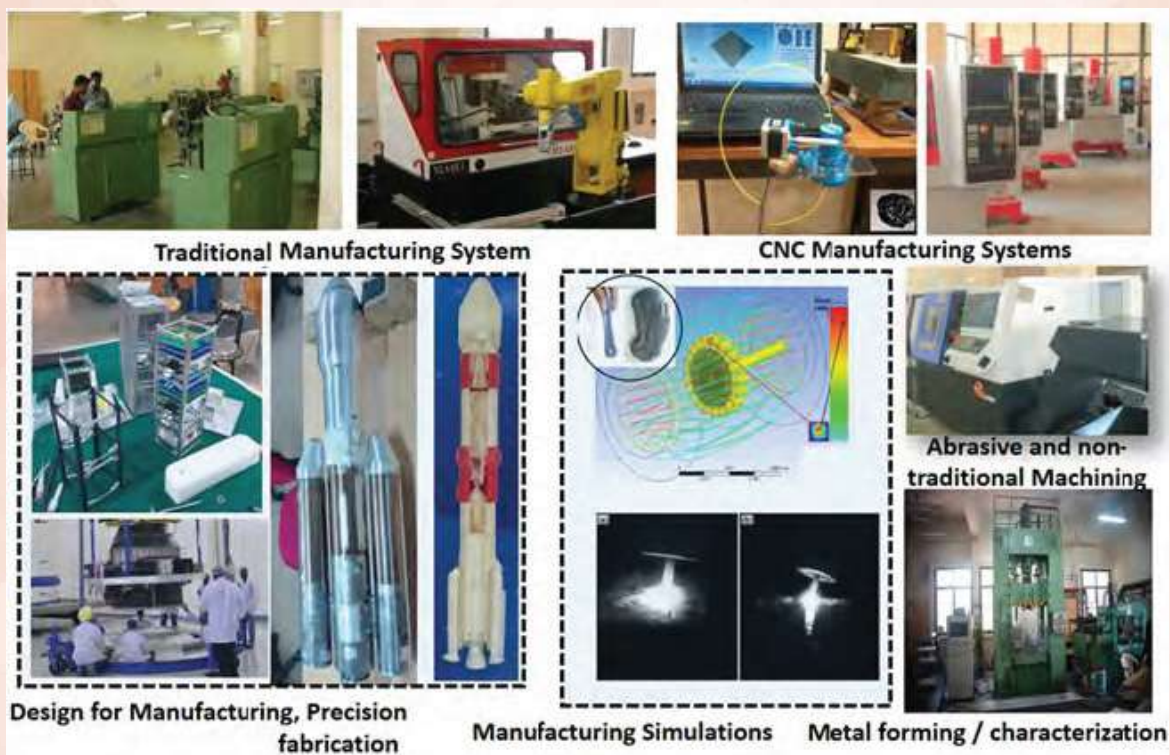 Traditional Manufacturing System
CNC Manufacturing Systems
Abrasive and non-
traditional Machining
Design for Manufacturing, Precision
fabrication
Manufacturing Simulations
Metal forming / characterization